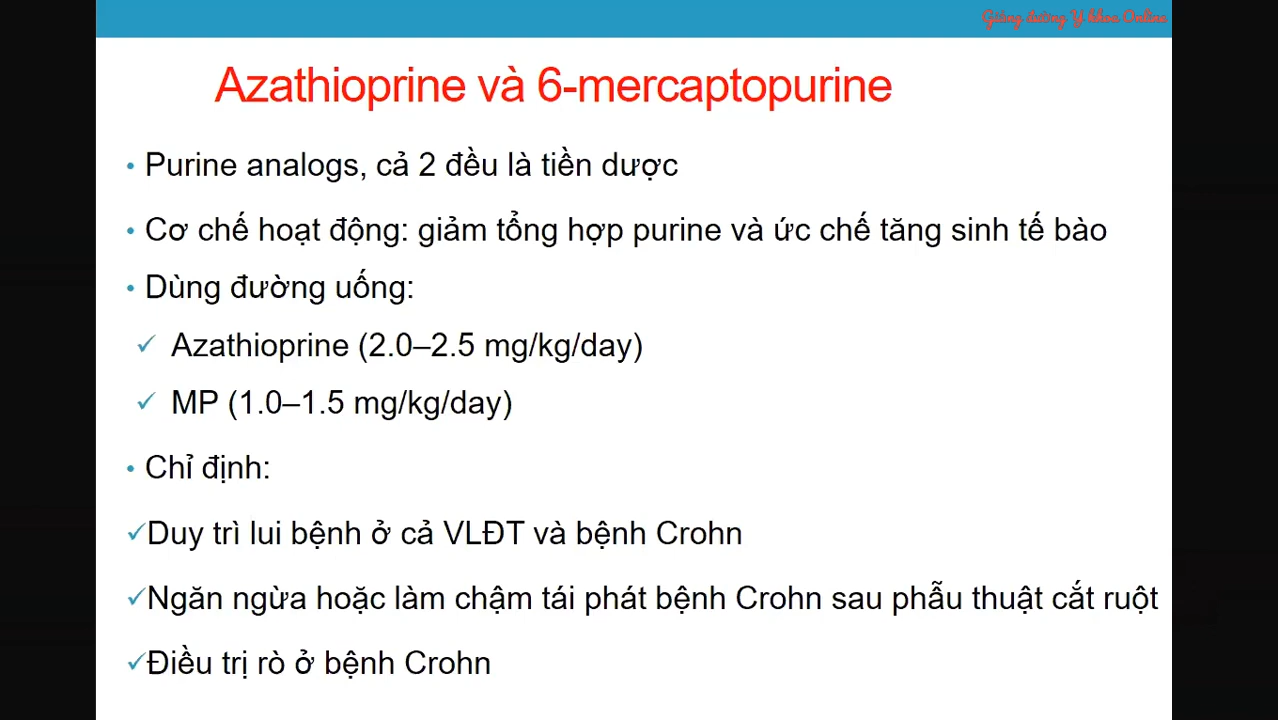 Giảng đường Y khoa Online
Azathioprine và 6-mercaptopurine
• Purine analogs, cả 2 đều là tiền dược
• Cơ chế hoạt động: giảm tổng hợp purine và ức chế tăng sinh tế bào
• Dùng đường uống:
✓ Azathioprine (2.0–2.5 mg/kg/day)
✓ MP (1.0–1.5 mg/kg/day)
• Chỉ định:
✓Duy trì lui bệnh ở cả VLĐT và bệnh Crohn
✓Ngăn ngừa hoặc làm chậm tái phát bệnh Crohn sau phẫu thuật cắt ruột
✓Điều trị rò ở bệnh Crohn